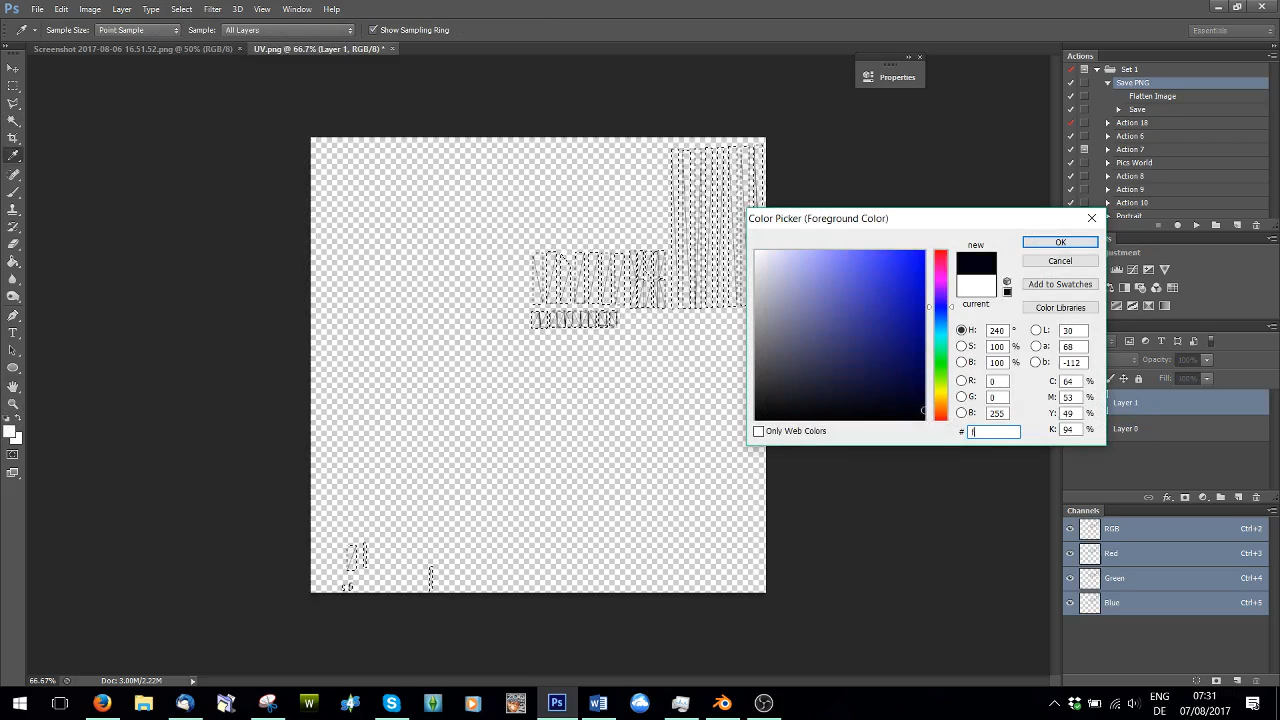 Ps File Edit Image Layer Type Select Filter 3D View Window Help
Sample Size: Point Sample Sample: All Layers Show Sampling Ring Essentials
Screenshot 2017-08-06 16.51.52.png @ 50% (RGB/8) × UV.png @ 66.7% (Layer 1, RGB/8) * ×
Properties
Actions
Set 1
Save PNG
Flatten Image
Save
Action 18
Action 6
Action 7
Pics World
Action 8
Action 9
Action 10
Portrait
Color Picker (Foreground Color)
new
current
OK
Cancel
Add to Swatches
Color Libraries
H: 240 ° L: 30
S: 100 % a: 68
B: 100 % b: -112
R: 0 C: 64 %
G: 0 M: 53 %
B: 255 Y: 49 %
# f K: 94 %
Only Web Colors
Opacity: 100%
Fill: 100%
Layer 1
Layer 0
Channels
RGB Ctrl+2
Red Ctrl+3
Green Ctrl+4
Blue Ctrl+5
66.67% Doc: 3.00M/2.22M
W Ps W
ENG 07:31
DE 07/08/2017